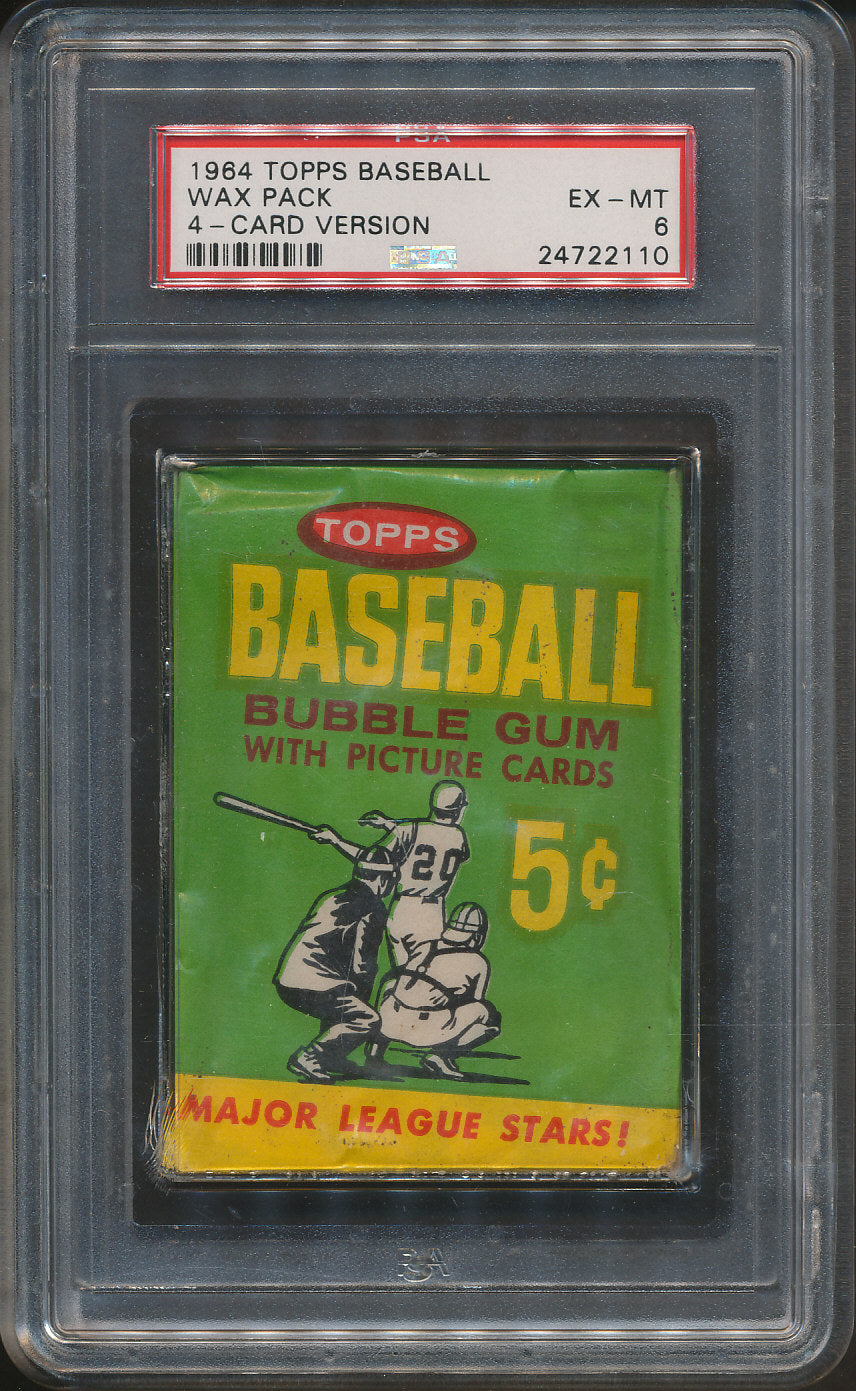 PSA
1964 TOPPS BASEBALL
WAX PACK EX-MT
4-CARD VERSION 6
24722110
TOPPS
BASEBALL
BUBBLE GUM
WITH PICTURE CARDS
5¢
20
MAJOR LEAGUE STARS!
PSA